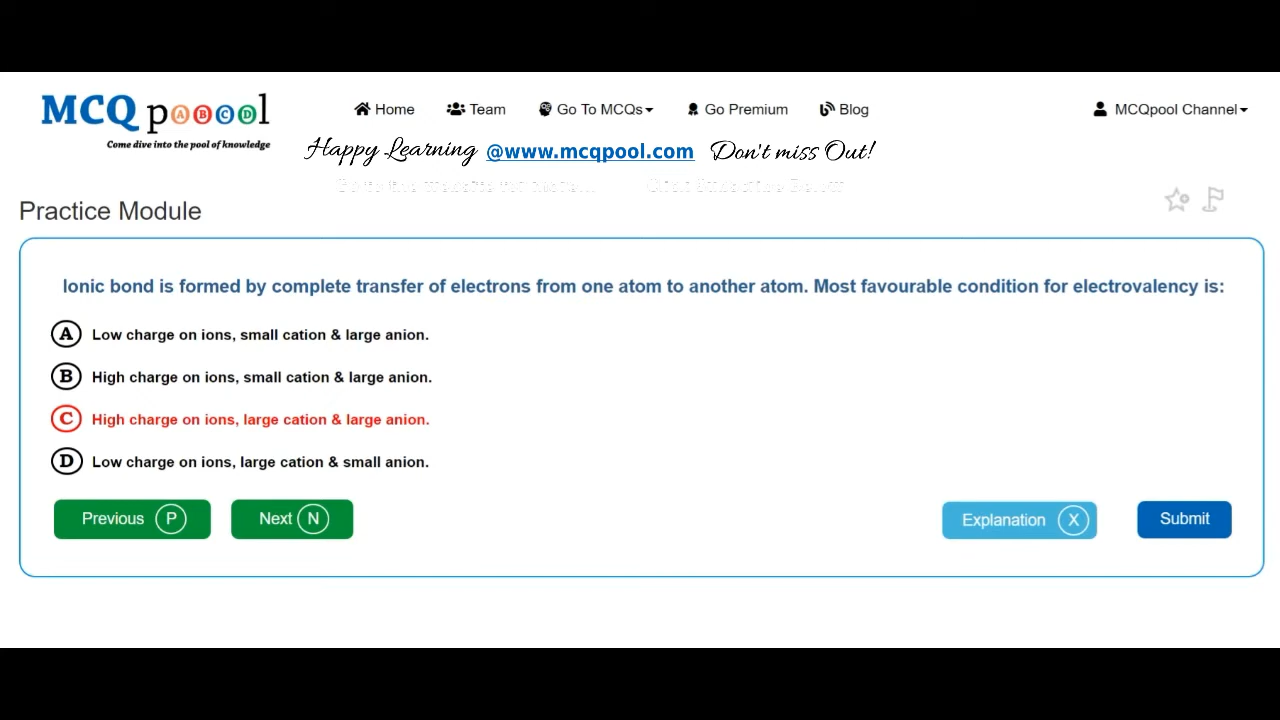 MCQ pooool
Come dive into the pool of knowledge
Home Team Go To MCQs Go Premium Blog MCQpool Channel
Happy Learning @www.mcqpool.com Don't miss Out!
Practice Module
Ionic bond is formed by complete transfer of electrons from one atom to another atom. Most favourable condition for electrovalency is:
A Low charge on ions, small cation & large anion.
B High charge on ions, small cation & large anion.
C High charge on ions, large cation & large anion.
D Low charge on ions, large cation & small anion.
Previous P Next N Explanation X Submit